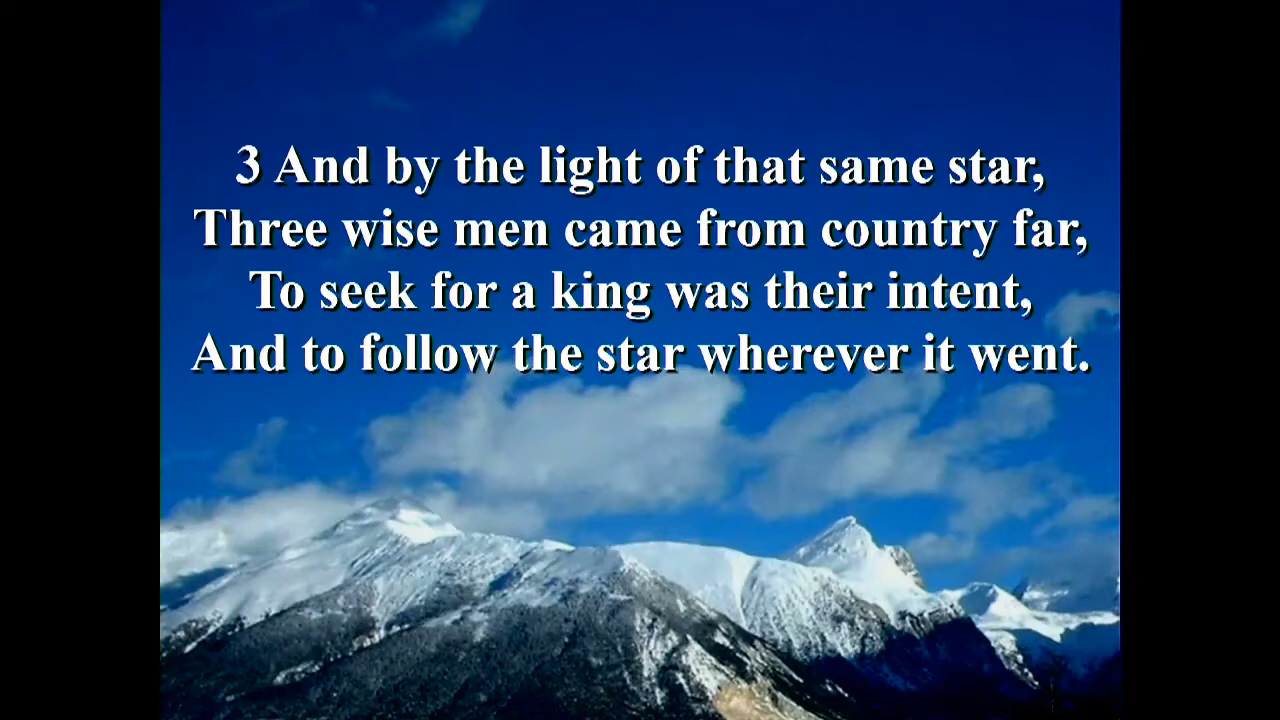 3 And by the light of that same star,
Three wise men came from country far,
To seek for a king was their intent,
And to follow the star wherever it went.